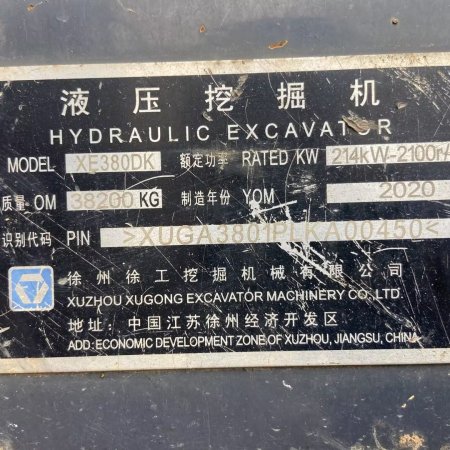 液压挖掘机
HYDRAULIC EXCAVATOR
MODEL XE380DK 额定功率 RATED KW 214kW-2100r/
质量 OM 38200 KG 制造年份 YOM 2020
识别代码 PIN >XUGA3801PLKA00450<
徐州徐工挖掘机械有限公司
XUZHOU XUGONG EXCAVATOR MACHINERY CO., LTD.
地址: 中国江苏徐州经济开发区
ADD: ECONOMIC DEVELOPMENT ZONE OF XUZHOU, JIANGSU, CHINA